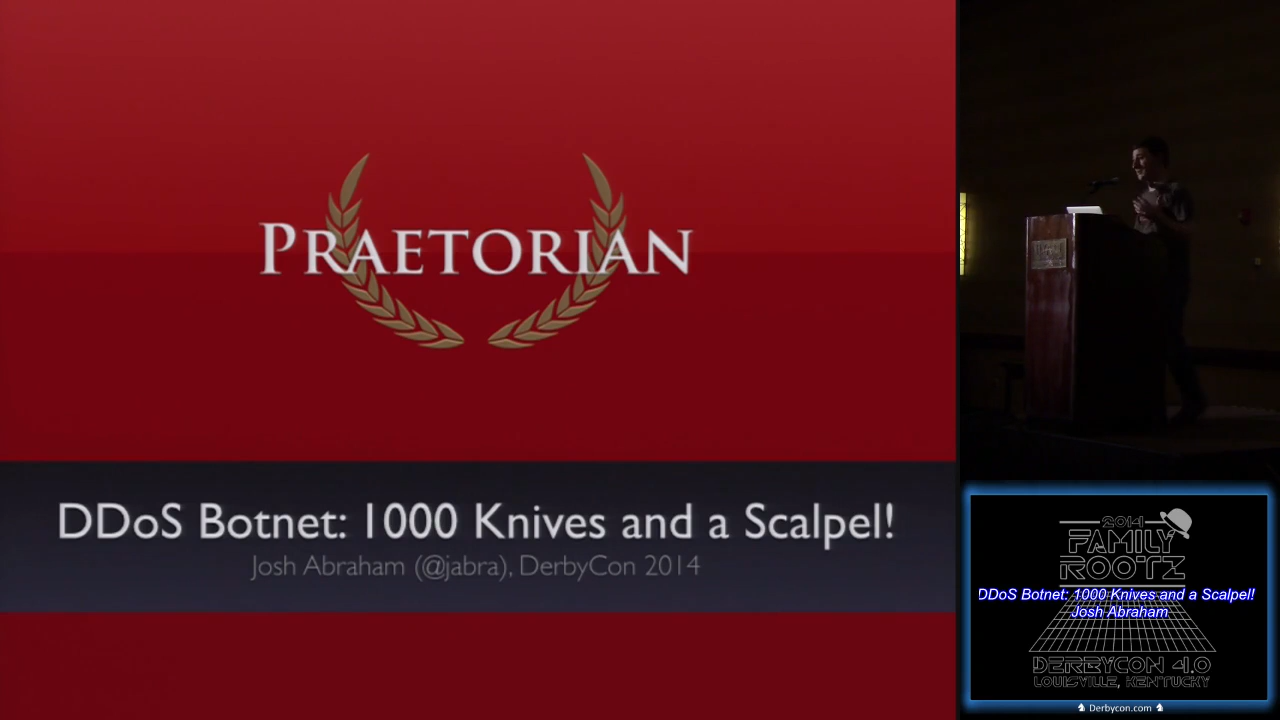 PRAETORIAN
DDoS Botnet: 1000 Knives and a Scalpel!
Josh Abraham (@jabra), DerbyCon 2014
2014
FAMILY
ROOTZ
DDoS Botnet: 1000 Knives and a Scalpel!
Josh Abraham
DERBYCON 4.0
LOUISVILLE, KENTUCKY
Derbycon.com